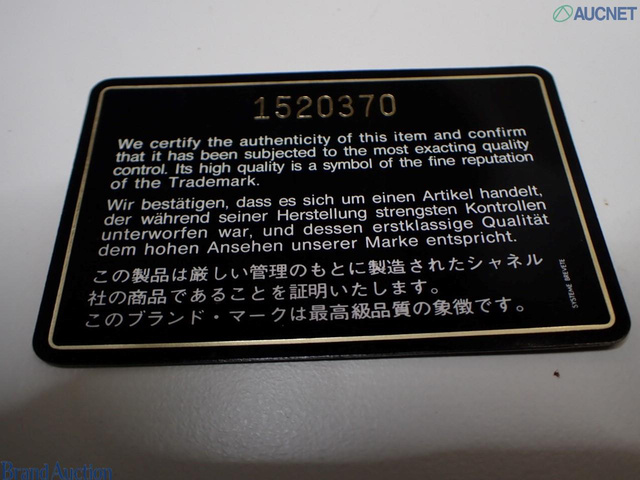 AUCNET
1520370
We certify the authenticity of this item and confirm
that it has been subjected to the most exacting quality
control. Its high quality is a symbol of the fine reputation
of the Trademark.
Wir bestätigen, dass es sich um einen Artikel handelt,
der während seiner Herstellung strengsten Kontrollen
unterworfen war, und dessen erstklassige Qualität
dem hohen Ansehen unserer Marke entspricht.
この製品は厳しい管理のもとに製造されたシャネル
社の商品であることを証明いたします。
このブランド・マークは最高級品質の象徴です。
SYSTEME BREVETE
Brand Auction